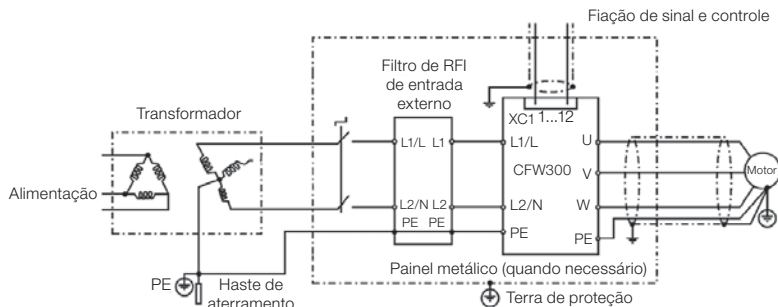 Fiação de sinal e controle
Filtro de RFI
de entrada
externo
Transformador
XC1 1...12
L1/L L1 L1/L U
CFW300
Alimentação
V
Motor
L2/N L2 L2/N W
PE PE PE PE
Painel metálico (quando necessário)
PE
Haste de
aterramento
Terra de proteção